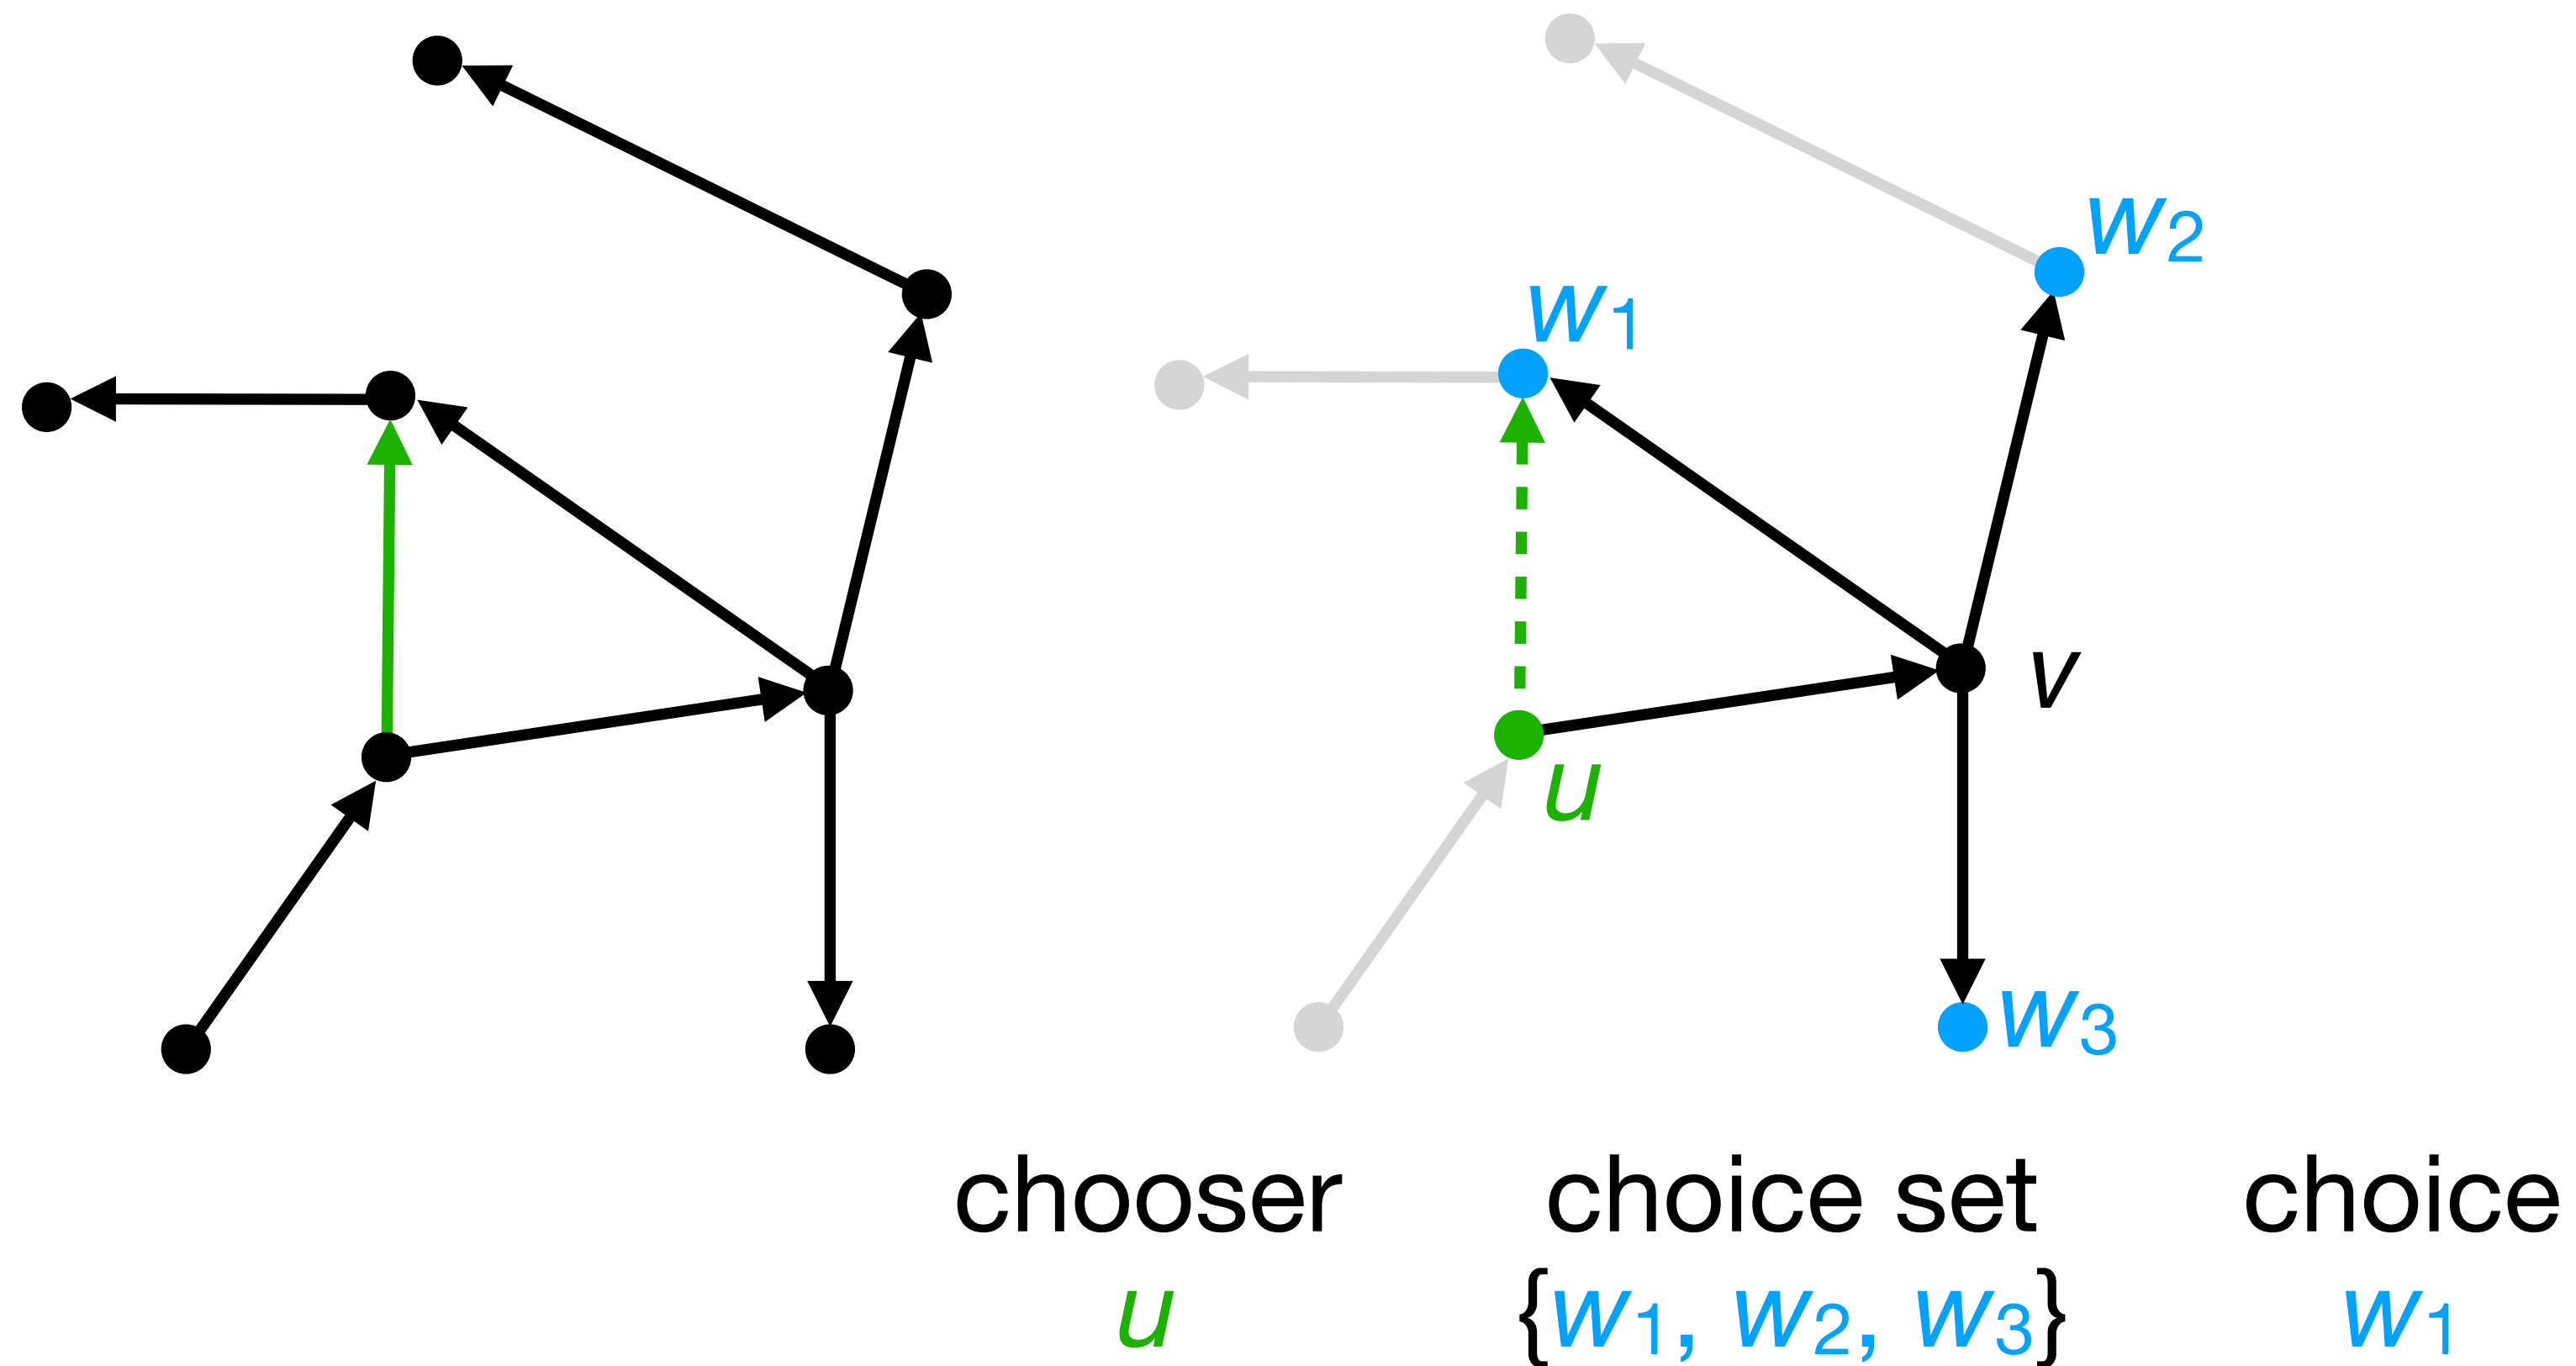 w₂
w₁
v
u
w₃
chooser choice set choice
u {w₁, w₂, w₃} w₁